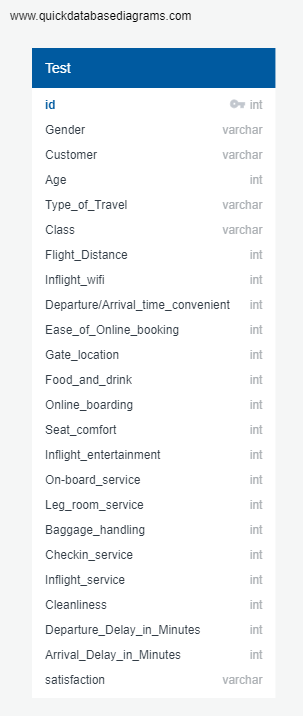 www.quickdatabasediagrams.com
Test
id int
Gender varchar
Customer varchar
Age int
Type_of_Travel varchar
Class varchar
Flight_Distance int
Inflight_wifi int
Departure/Arrival_time_convenient int
Ease_of_Online_booking int
Gate_location int
Food_and_drink int
Online_boarding int
Seat_comfort int
Inflight_entertainment int
On-board_service int
Leg_room_service int
Baggage_handling int
Checkin_service int
Inflight_service int
Cleanliness int
Departure_Delay_in_Minutes int
Arrival_Delay_in_Minutes int
satisfaction varchar